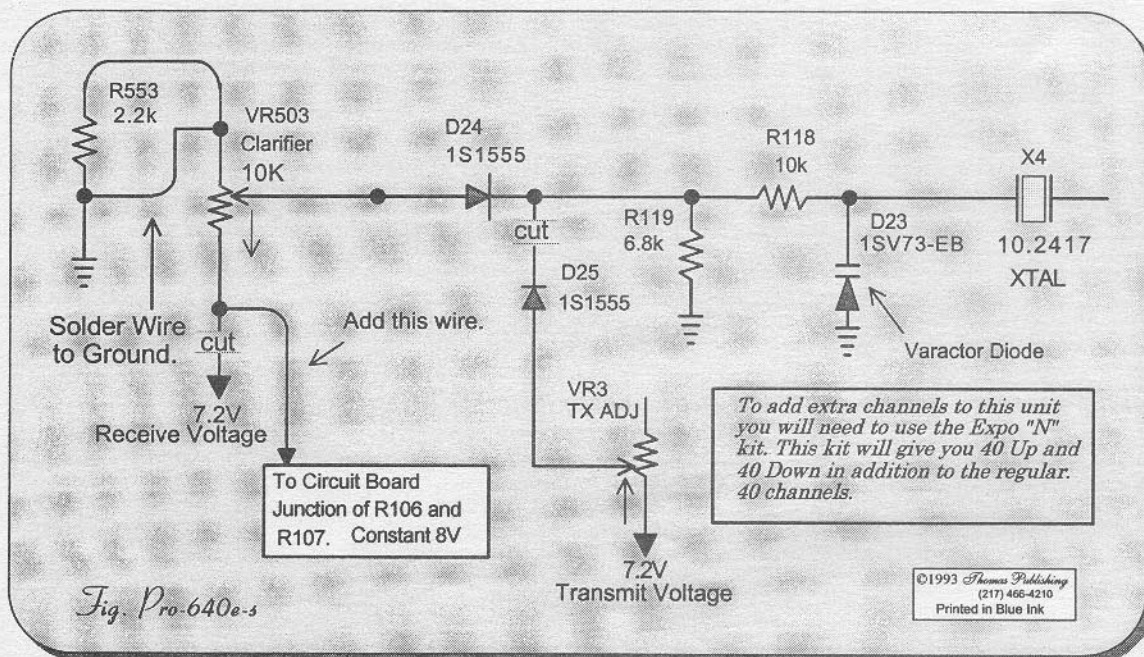 R553
2.2k
VR503
Clarifier
10K
D24
1S1555
R118
10k
X4
cut
R119
6.8k
D23
1SV73-EB
10.2417
XTAL
D25
1S1555
Solder Wire
to Ground.
Add this wire.
cut
Varactor Diode
7.2V
Receive Voltage
VR3
TX ADJ
To add extra channels to this unit
you will need to use the Expo "N"
kit. This kit will give you 40 Up and
40 Down in addition to the regular.
40 channels.
To Circuit Board
Junction of R106 and
R107. Constant 8V
7.2V
Transmit Voltage
Fig. Pro-640e-s
©1993 Thomas Publishing
(217) 466-4210
Printed in Blue Ink